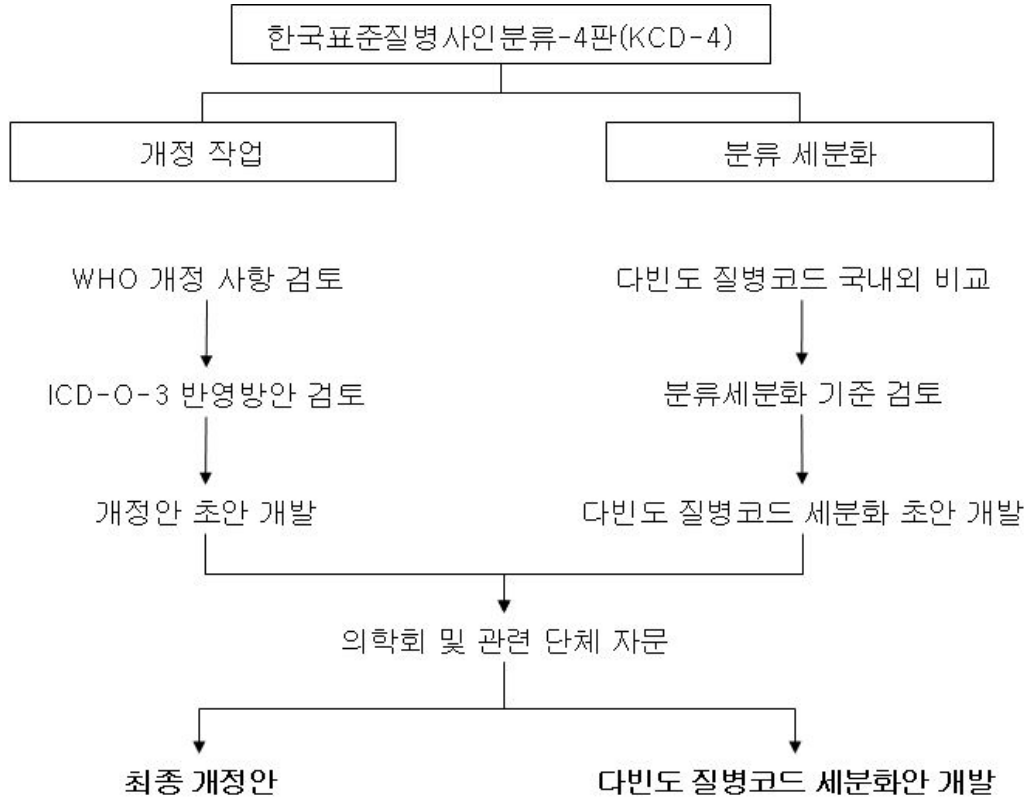 한국표준질병사인분류-4판(KCD-4)
개정 작업
분류 세분화
WHO 개정 사항 검토
다빈도 질병코드 국내외 비교
ICD-O-3 반영방안 검토
분류세분화 기준 검토
개정안 초안 개발
다빈도 질병코드 세분화 초안 개발
의학회 및 관련 단체 자문
최종 개정안
다빈도 질병코드 세분화안 개발